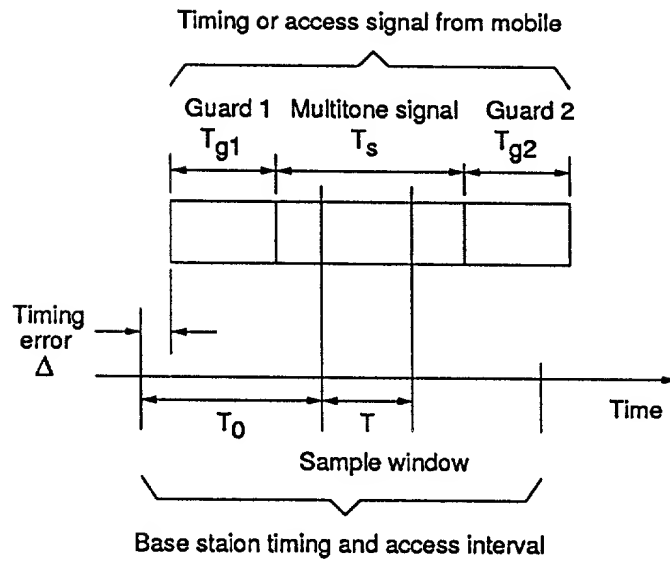 Timing or access signal from mobile
Guard 1 Multitone signal Guard 2
Tg1 Ts Tg2
Timing
error
Δ
T0 T Time
Sample window
Base staion timing and access interval